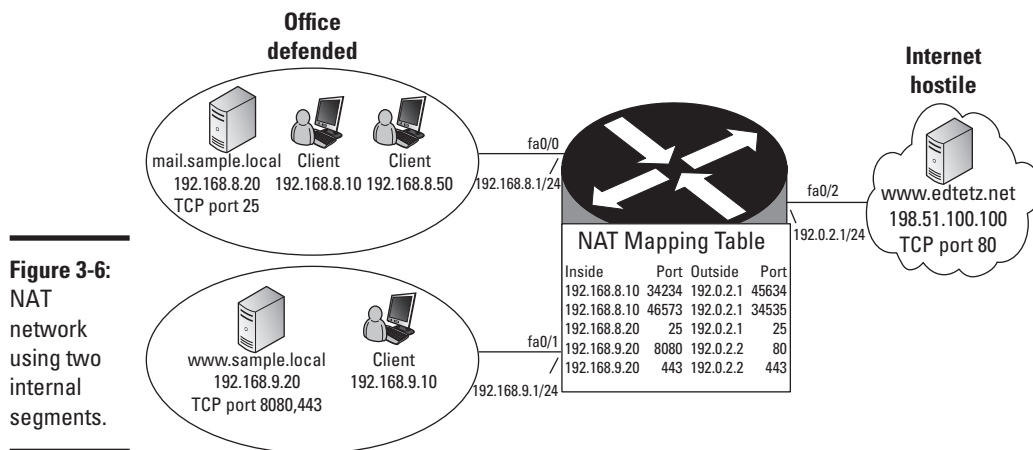 Office
defended
mail.sample.local
192.168.8.20
TCP port 25
Client
192.168.8.10
Client
192.168.8.50
fa0/0
192.168.8.1/24
Internet
hostile
www.edtetz.net
198.51.100.100
TCP port 80
fa0/2
192.0.2.1/24
NAT Mapping Table
Inside Port Outside Port
192.168.8.10 34234 192.0.2.1 45634
192.168.8.10 46573 192.0.2.1 34535
192.168.8.20 25 192.0.2.1 25
192.168.9.20 8080 192.0.2.2 80
192.168.9.20 443 192.0.2.2 443
www.sample.local
192.168.9.20
TCP port 8080,443
Client
192.168.9.10
fa0/1
192.168.9.1/24
Figure 3-6:
NAT
network
using two
internal
segments.